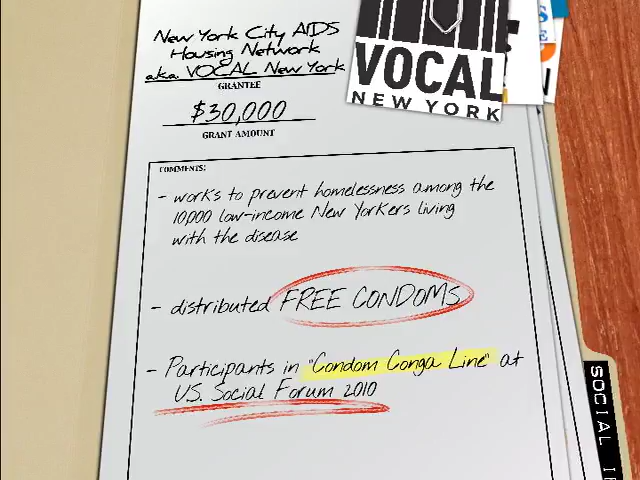 New York City AIDS
Housing Network
a.k.a. VOCAL New York
GRANTEE
$30,000
GRANT AMOUNT
VOCAL
NEW YORK
COMMENTS:
- works to prevent homelessness among the
10,000 low-income New Yorkers living
with the disease
- distributed FREE CONDOMS
- Participants in "Condom Conga Line" at
U.S. Social Forum 2010
SOCIAL